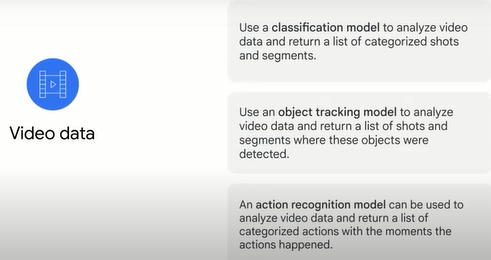 Video data
Use a classification model to analyze video
data and return a list of categorized shots
and segments.
Use an object tracking model to analyze
video data and return a list of shots and
segments where these objects were
detected.
An action recognition model can be used to
analyze video data and return a list of
categorized actions with the moments the
actions happened.